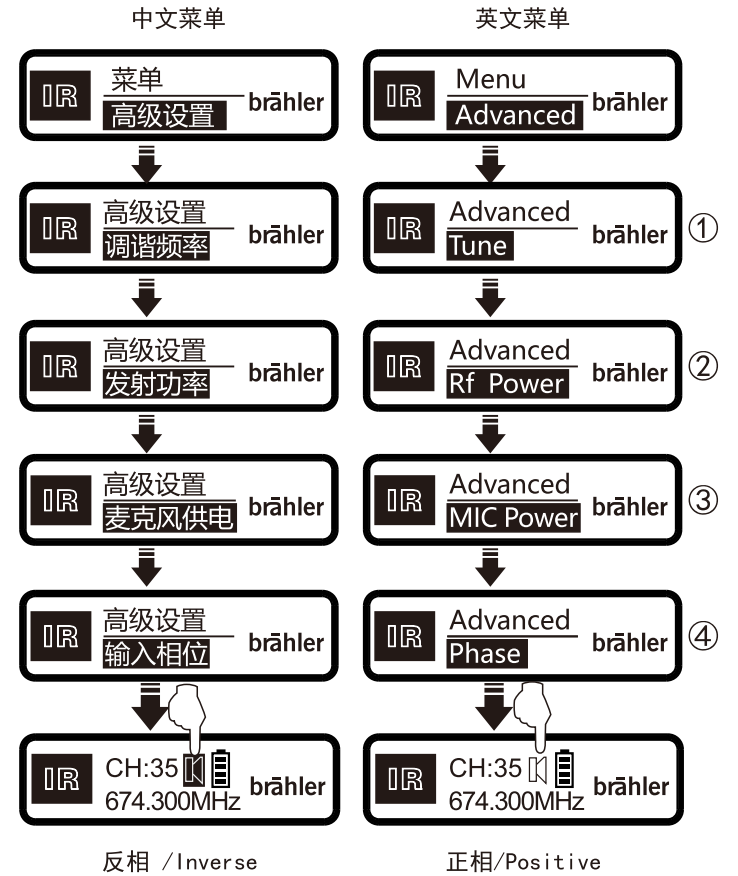 中文菜单 英文菜单
IR 菜单 brāhler IR Menu brāhler
高级设置 Advanced
IR 高级设置 brāhler IR Advanced brāhler ①
调谐频率 Tune
IR 高级设置 brāhler IR Advanced brāhler ②
发射功率 Rf Power
IR 高级设置 brāhler IR Advanced brāhler ③
麦克风供电 MIC Power
IR 高级设置 brāhler IR Advanced brāhler ④
输入相位 Phase
IR CH:35 brāhler IR CH:35 brāhler
674.300MHz 674.300MHz
反相 /Inverse 正相/Positive